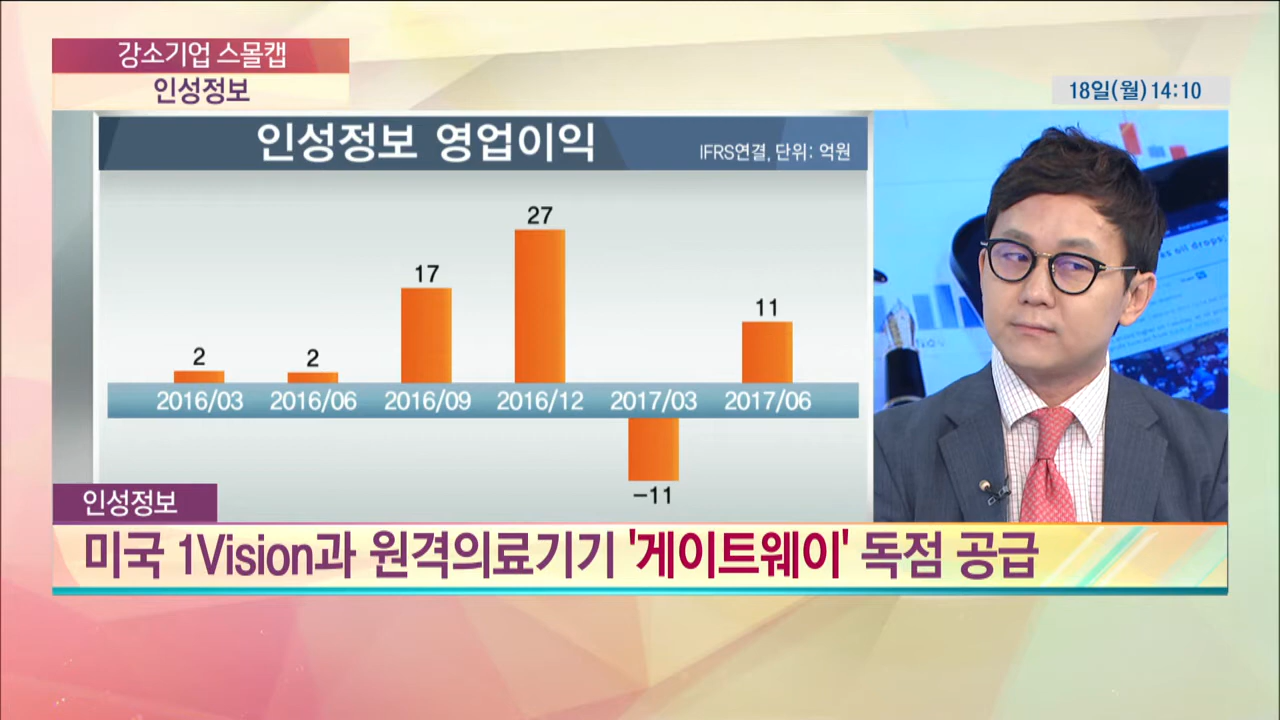 강소기업 스몰캡
인성정보
18일(월) 14:10
인성정보 영업이익
IFRS연결, 단위: 억원
2
2
17
27
11
2016/03 2016/06 2016/09 2016/12 2017/03 2017/06
-11
인성정보
미국 1Vision과 원격의료기기 '게이트웨이' 독점 공급